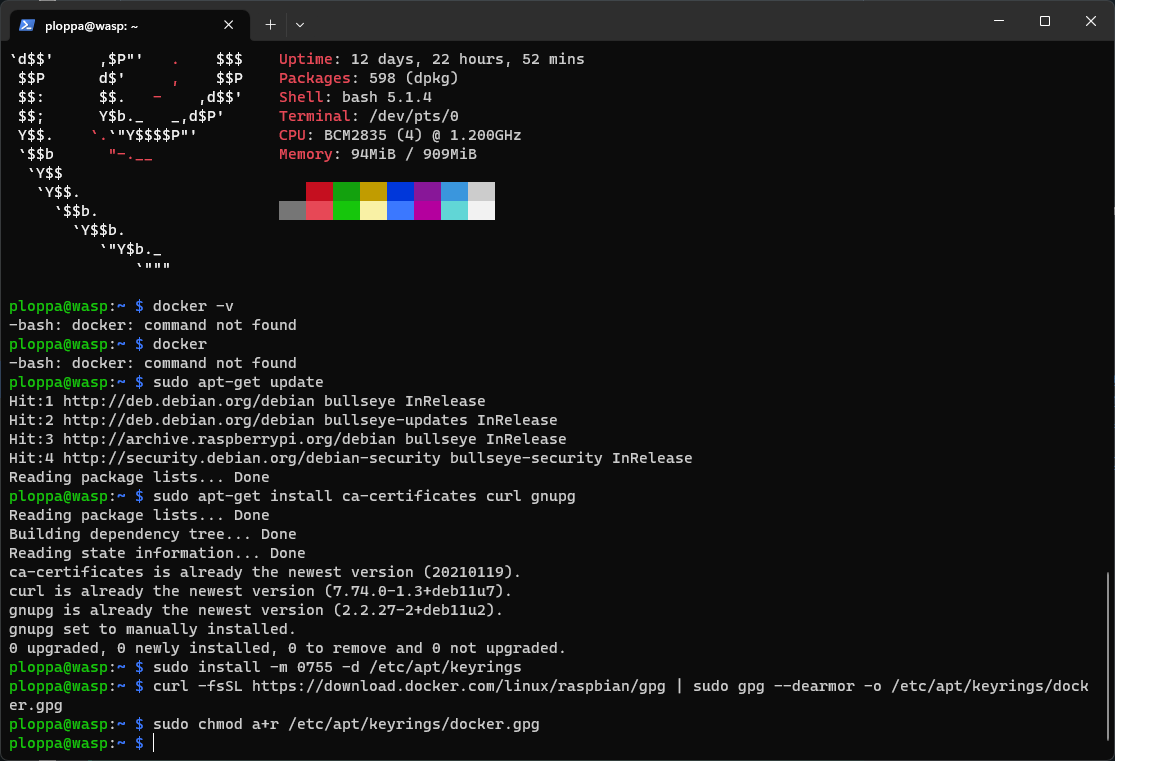 ploppa@wasp: ~
`d$$'     ,$P"'   .    $$$    Uptime: 12 days, 22 hours, 52 mins
 $$P      d$'     ,    $$P    Packages: 598 (dpkg)
 $$:      $$.   -    ,d$$'    Shell: bash 5.1.4
 $$;      Y$b._   _,d$P'      Terminal: /dev/pts/0
 Y$$.    `.`"Y$$$$P"'         CPU: BCM2835 (4) @ 1.200GHz
 `$$b      "-.__              Memory: 94MiB / 909MiB
  `Y$$
   `Y$$.
     `$$b.
       `Y$$b.
          `"Y$b._
              `"""
ploppa@wasp:~ $ docker -v
-bash: docker: command not found
ploppa@wasp:~ $ docker
-bash: docker: command not found
ploppa@wasp:~ $ sudo apt-get update
Hit:1 http://deb.debian.org/debian bullseye InRelease
Hit:2 http://deb.debian.org/debian bullseye-updates InRelease
Hit:3 http://archive.raspberrypi.org/debian bullseye InRelease
Hit:4 http://security.debian.org/debian-security bullseye-security InRelease
Reading package lists... Done
ploppa@wasp:~ $ sudo apt-get install ca-certificates curl gnupg
Reading package lists... Done
Building dependency tree... Done
Reading state information... Done
ca-certificates is already the newest version (20210119).
curl is already the newest version (7.74.0-1.3+deb11u7).
gnupg is already the newest version (2.2.27-2+deb11u2).
gnupg set to manually installed.
0 upgraded, 0 newly installed, 0 to remove and 0 not upgraded.
ploppa@wasp:~ $ sudo install -m 0755 -d /etc/apt/keyrings
ploppa@wasp:~ $ curl -fsSL https://download.docker.com/linux/raspbian/gpg | sudo gpg --dearmor -o /etc/apt/keyrings/dock
er.gpg
ploppa@wasp:~ $ sudo chmod a+r /etc/apt/keyrings/docker.gpg
ploppa@wasp:~ $